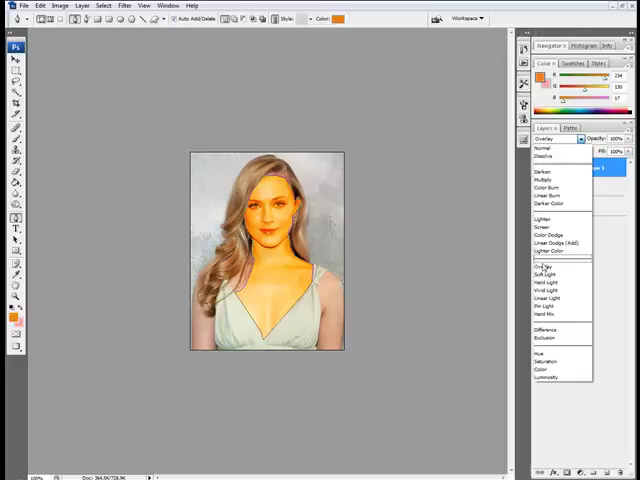 File Edit Image Layer Select Filter View Window Help
Auto Add/Delete Style: Color: Workspace
Ps
Navigator × Histogram Info
Color × Swatches Styles
R 234
G 130
B 17
Layers × Paths
Overlay Opacity: 100%
Fill: 100%
Normal
Dissolve
Darken
Multiply
Color Burn
Linear Burn
Darker Color
Lighten
Screen
Color Dodge
Linear Dodge (Add)
Lighter Color
Overlay
Soft Light
Hard Light
Vivid Light
Linear Light
Pin Light
Hard Mix
Difference
Exclusion
Hue
Saturation
Color
Luminosity
T
100% Doc: 364.5K/728.9K